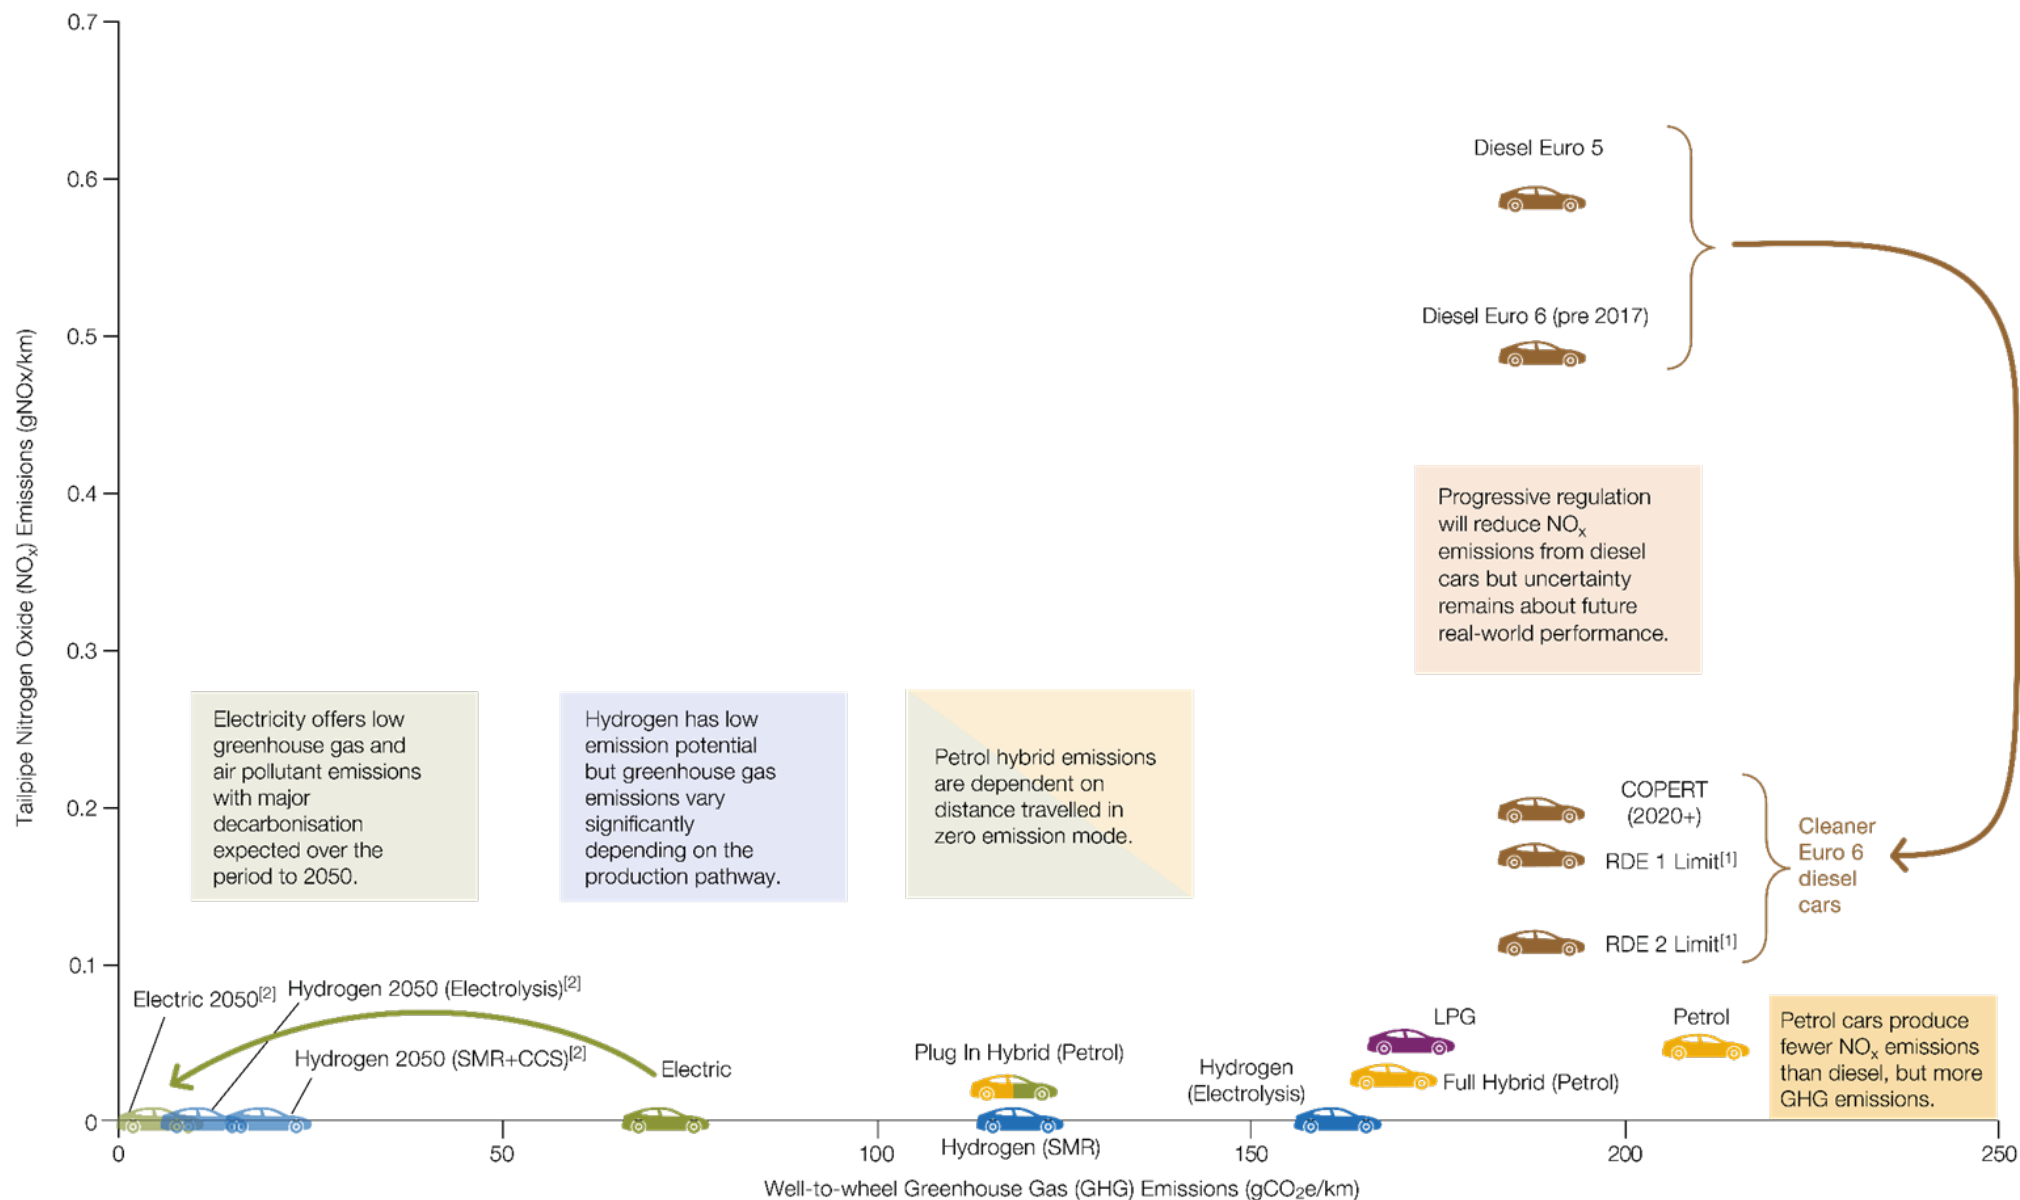 0.7
0.6
0.5
0.4
0.3
0.2
0.1
0
Tailpipe Nitrogen Oxide (NOx) Emissions (gNOx/km)
Diesel Euro 5
Diesel Euro 6 (pre 2017)
Progressive regulation
will reduce NOx
emissions from diesel
cars but uncertainty
remains about future
real-world performance.
Electricity offers low
greenhouse gas and
air pollutant emissions
with major
decarbonisation
expected over the
period to 2050.
Hydrogen has low
emission potential
but greenhouse gas
emissions vary
significantly
depending on the
production pathway.
Petrol hybrid emissions
are dependent on
distance travelled in
zero emission mode.
COPERT
(2020+)
RDE 1 Limit[1]
RDE 2 Limit[1]
Cleaner
Euro 6
diesel
cars
Electric 2050[2]
Hydrogen 2050 (Electrolysis)[2]
Hydrogen 2050 (SMR+CCS)[2]
Electric
Plug In Hybrid (Petrol)
Hydrogen (SMR)
Hydrogen
(Electrolysis)
LPG
Full Hybrid (Petrol)
Petrol
Petrol cars produce
fewer NOx emissions
than diesel, but more
GHG emissions.
0
50
100
150
200
250
Well-to-wheel Greenhouse Gas (GHG) Emissions (gCO2e/km)